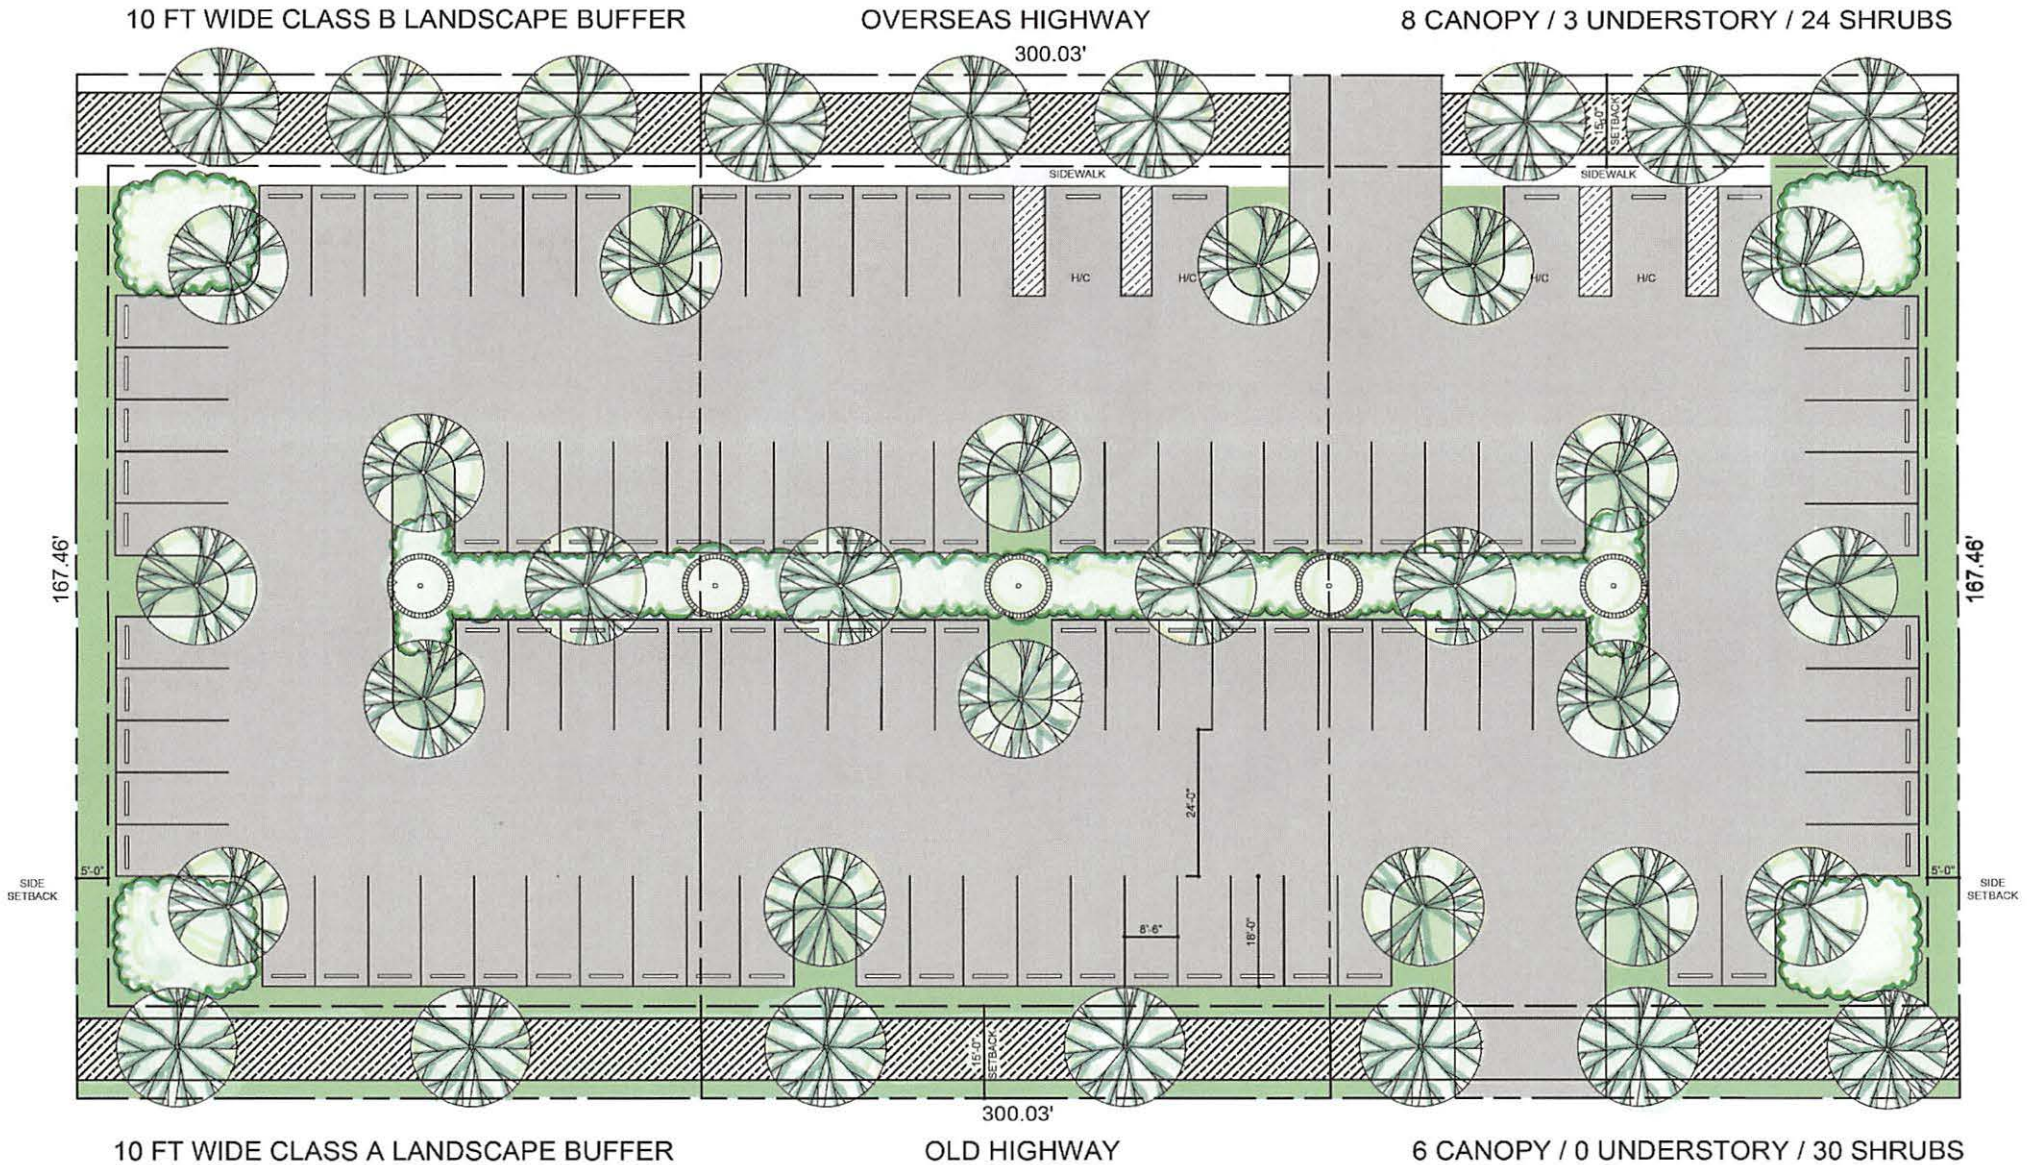 10 FT WIDE CLASS B LANDSCAPE BUFFER
OVERSEAS HIGHWAY
8 CANOPY / 3 UNDERSTORY / 24 SHRUBS
300.03'
15'-0"
SETBACK
SIDEWALK
SIDEWALK
H/C
H/C
H/C
H/C
167.46'
167.46'
24'-0"
5'-0"
5'-0"
SIDE
SETBACK
SIDE
SETBACK
8'-6"
18'-0"
15'-0"
SETBACK
300.03'
10 FT WIDE CLASS A LANDSCAPE BUFFER
OLD HIGHWAY
6 CANOPY / 0 UNDERSTORY / 30 SHRUBS